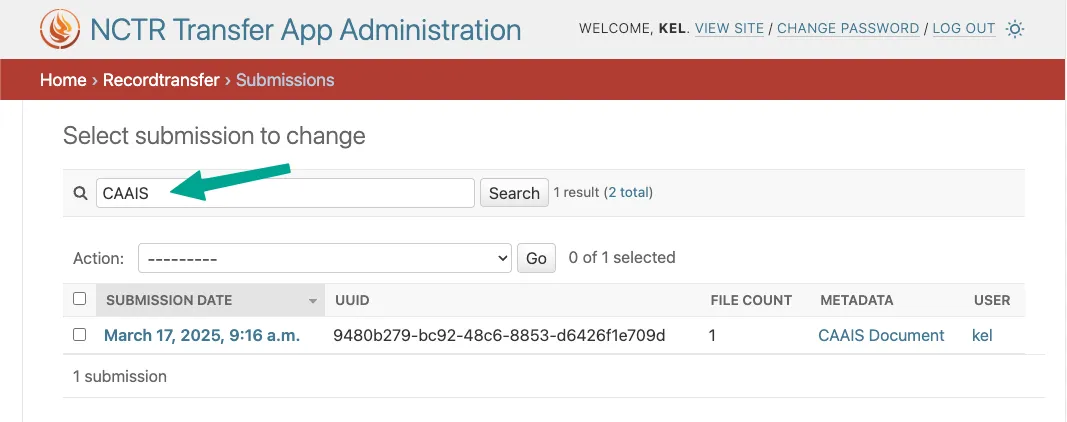 NCTR Transfer App Administration
WELCOME, KEL. VIEW SITE / CHANGE PASSWORD / LOG OUT
Home › Recordtransfer › Submissions
Select submission to change
CAAIS Search 1 result (2 total)
Action: --------- Go 0 of 1 selected
SUBMISSION DATE UUID FILE COUNT METADATA USER
March 17, 2025, 9:16 a.m. 9480b279-bc92-48c6-8853-d6426f1e709d 1 CAAIS Document kel
1 submission